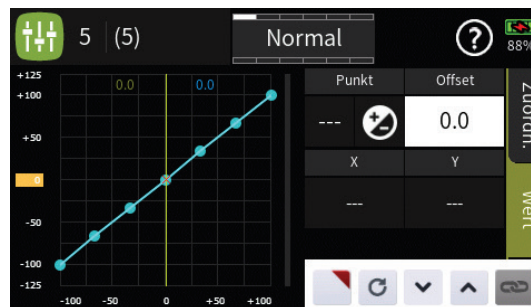 5 (5)
Normal
?
88%
+125
+100
+50
0
-50
-100
-125
0.0 0.0
-100 -50 0 +50 +100
Punkt Offset
--- 0.0
X Y
--- ---
Zuordn.
Wert